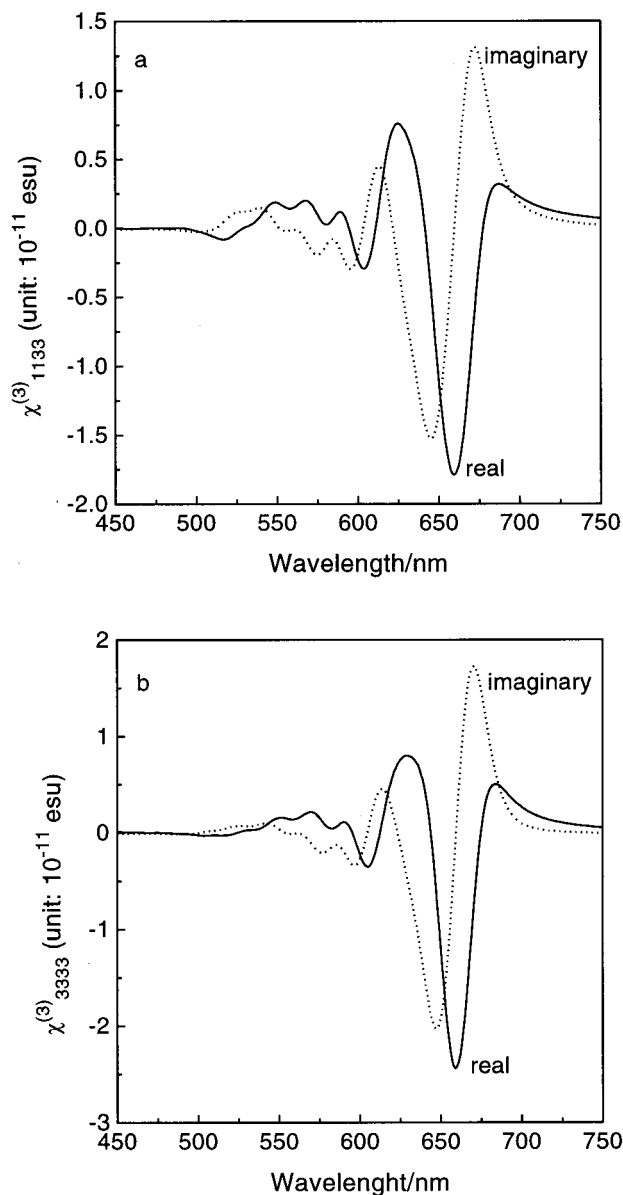 1.5
1.0
0.5
0.0
-0.5
-1.0
-1.5
-2.0
a
imaginary
real
χ(3)1133 (unit: 10-11 esu)
450 500 550 600 650 700 750
Wavelength/nm
2
1
0
-1
-2
-3
b
imaginary
real
χ(3)3333 (unit: 10-11 esu)
450 500 550 600 650 700 750
Wavelenght/nm